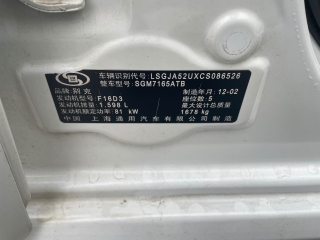 车辆识别代号: LSGJA52UXCS086526
整车型号: SGM7165ATB
品牌 别克 制造年月: 12-02
发动机型号: F16D3 座位数: 5
发动机排量: 1.598 L 最大设计总质量
发动机额定功率 81 kW 1678 kg
中国 上海通用汽车有限公司制造